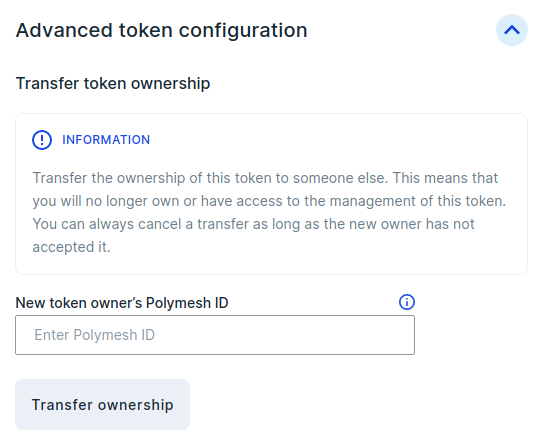 Advanced token configuration
Transfer token ownership
INFORMATION
Transfer the ownership of this token to someone else. This means that
you will no longer own or have access to the management of this token.
You can always cancel a transfer as long as the new owner has not
accepted it.
New token owner’s Polymesh ID
Enter Polymesh ID
Transfer ownership